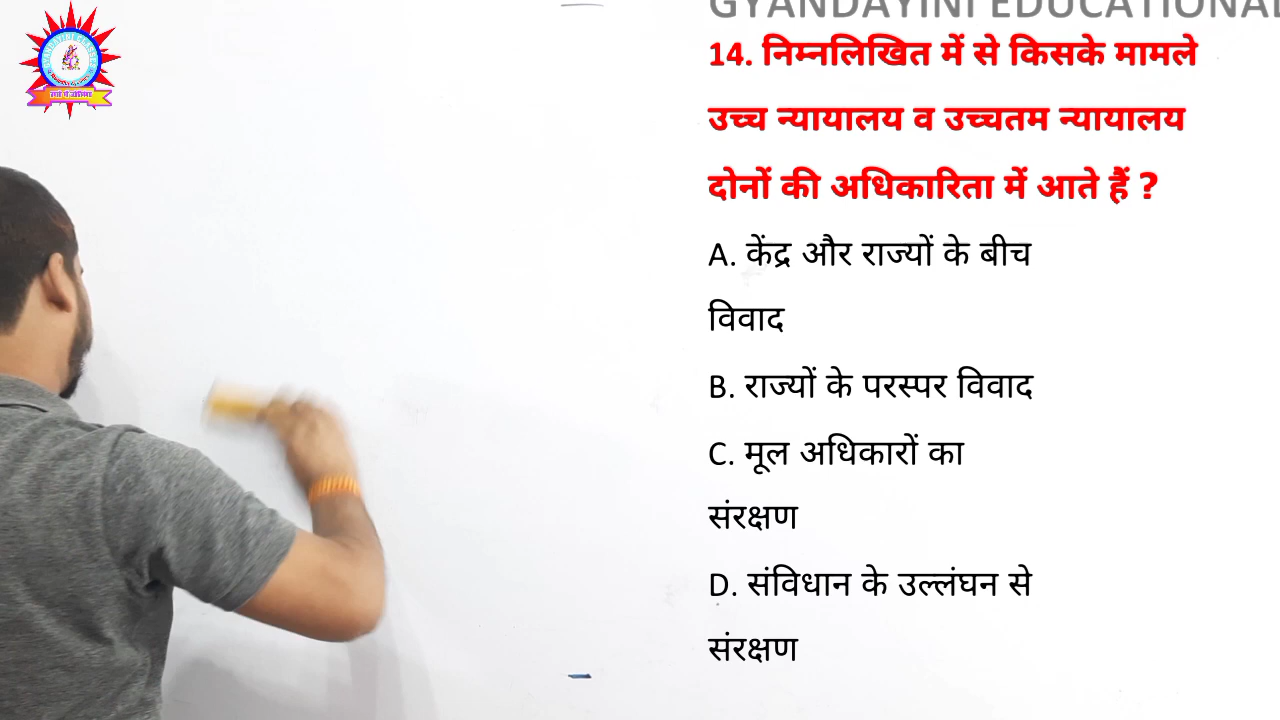 GYANDAYINI EDUCATIONAL
14. निम्नलिखित में से किसके मामले
उच्च न्यायालय व उच्चतम न्यायालय
दोनों की अधिकारिता में आते हैं ?
A. केंद्र और राज्यों के बीच
विवाद
B. राज्यों के परस्पर विवाद
C. मूल अधिकारों का
संरक्षण
D. संविधान के उल्लंघन से
संरक्षण